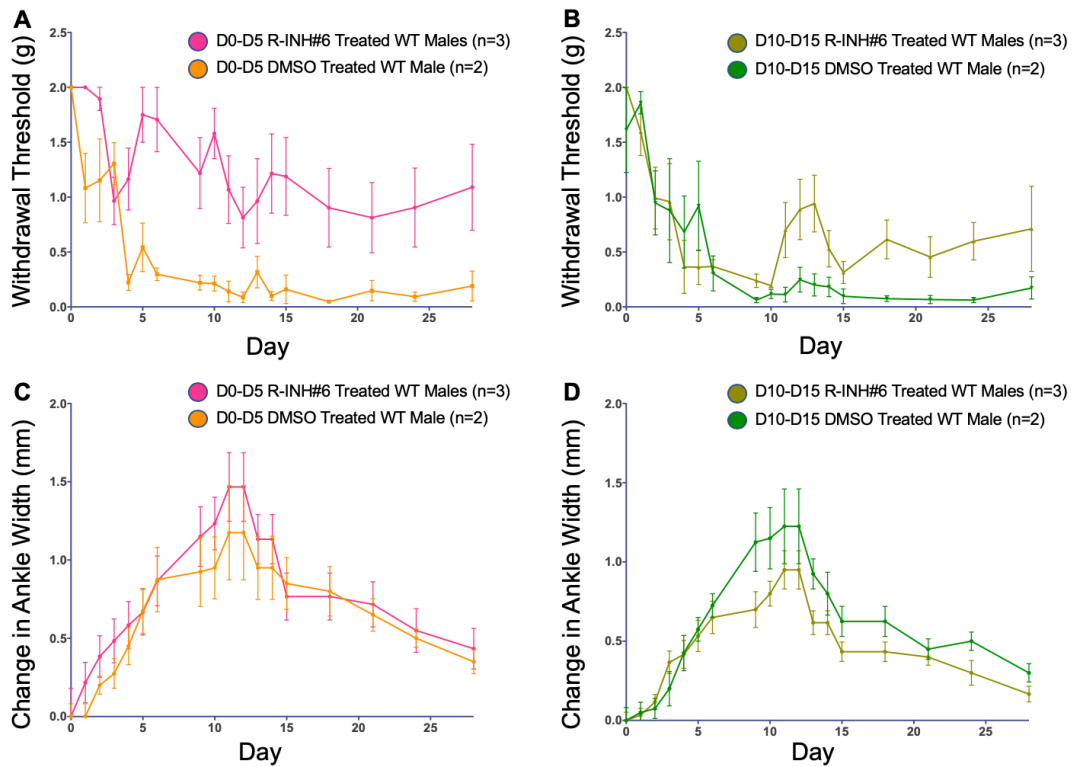 A
D0-D5 R-INH#6 Treated WT Males (n=3)
D0-D5 DMSO Treated WT Male (n=2)
Withdrawal Threshold (g)
2.5
2.0
1.5
1.0
0.5
0.0
0 5 10 15 20 25
Day
B
D10-D15 R-INH#6 Treated WT Males (n=3)
D10-D15 DMSO Treated WT Male (n=2)
Withdrawal Threshold (g)
2.5
2.0
1.5
1.0
0.5
0.0
0 5 10 15 20 25
Day
C
D0-D5 R-INH#6 Treated WT Males (n=3)
D0-D5 DMSO Treated WT Male (n=2)
Change in Ankle Width (mm)
2.0
1.5
1.0
0.5
0.0
0 5 10 15 20 25
Day
D
D10-D15 R-INH#6 Treated WT Males (n=3)
D10-D15 DMSO Treated WT Male (n=2)
Change in Ankle Width (mm)
2.0
1.5
1.0
0.5
0.0
0 5 10 15 20 25
Day